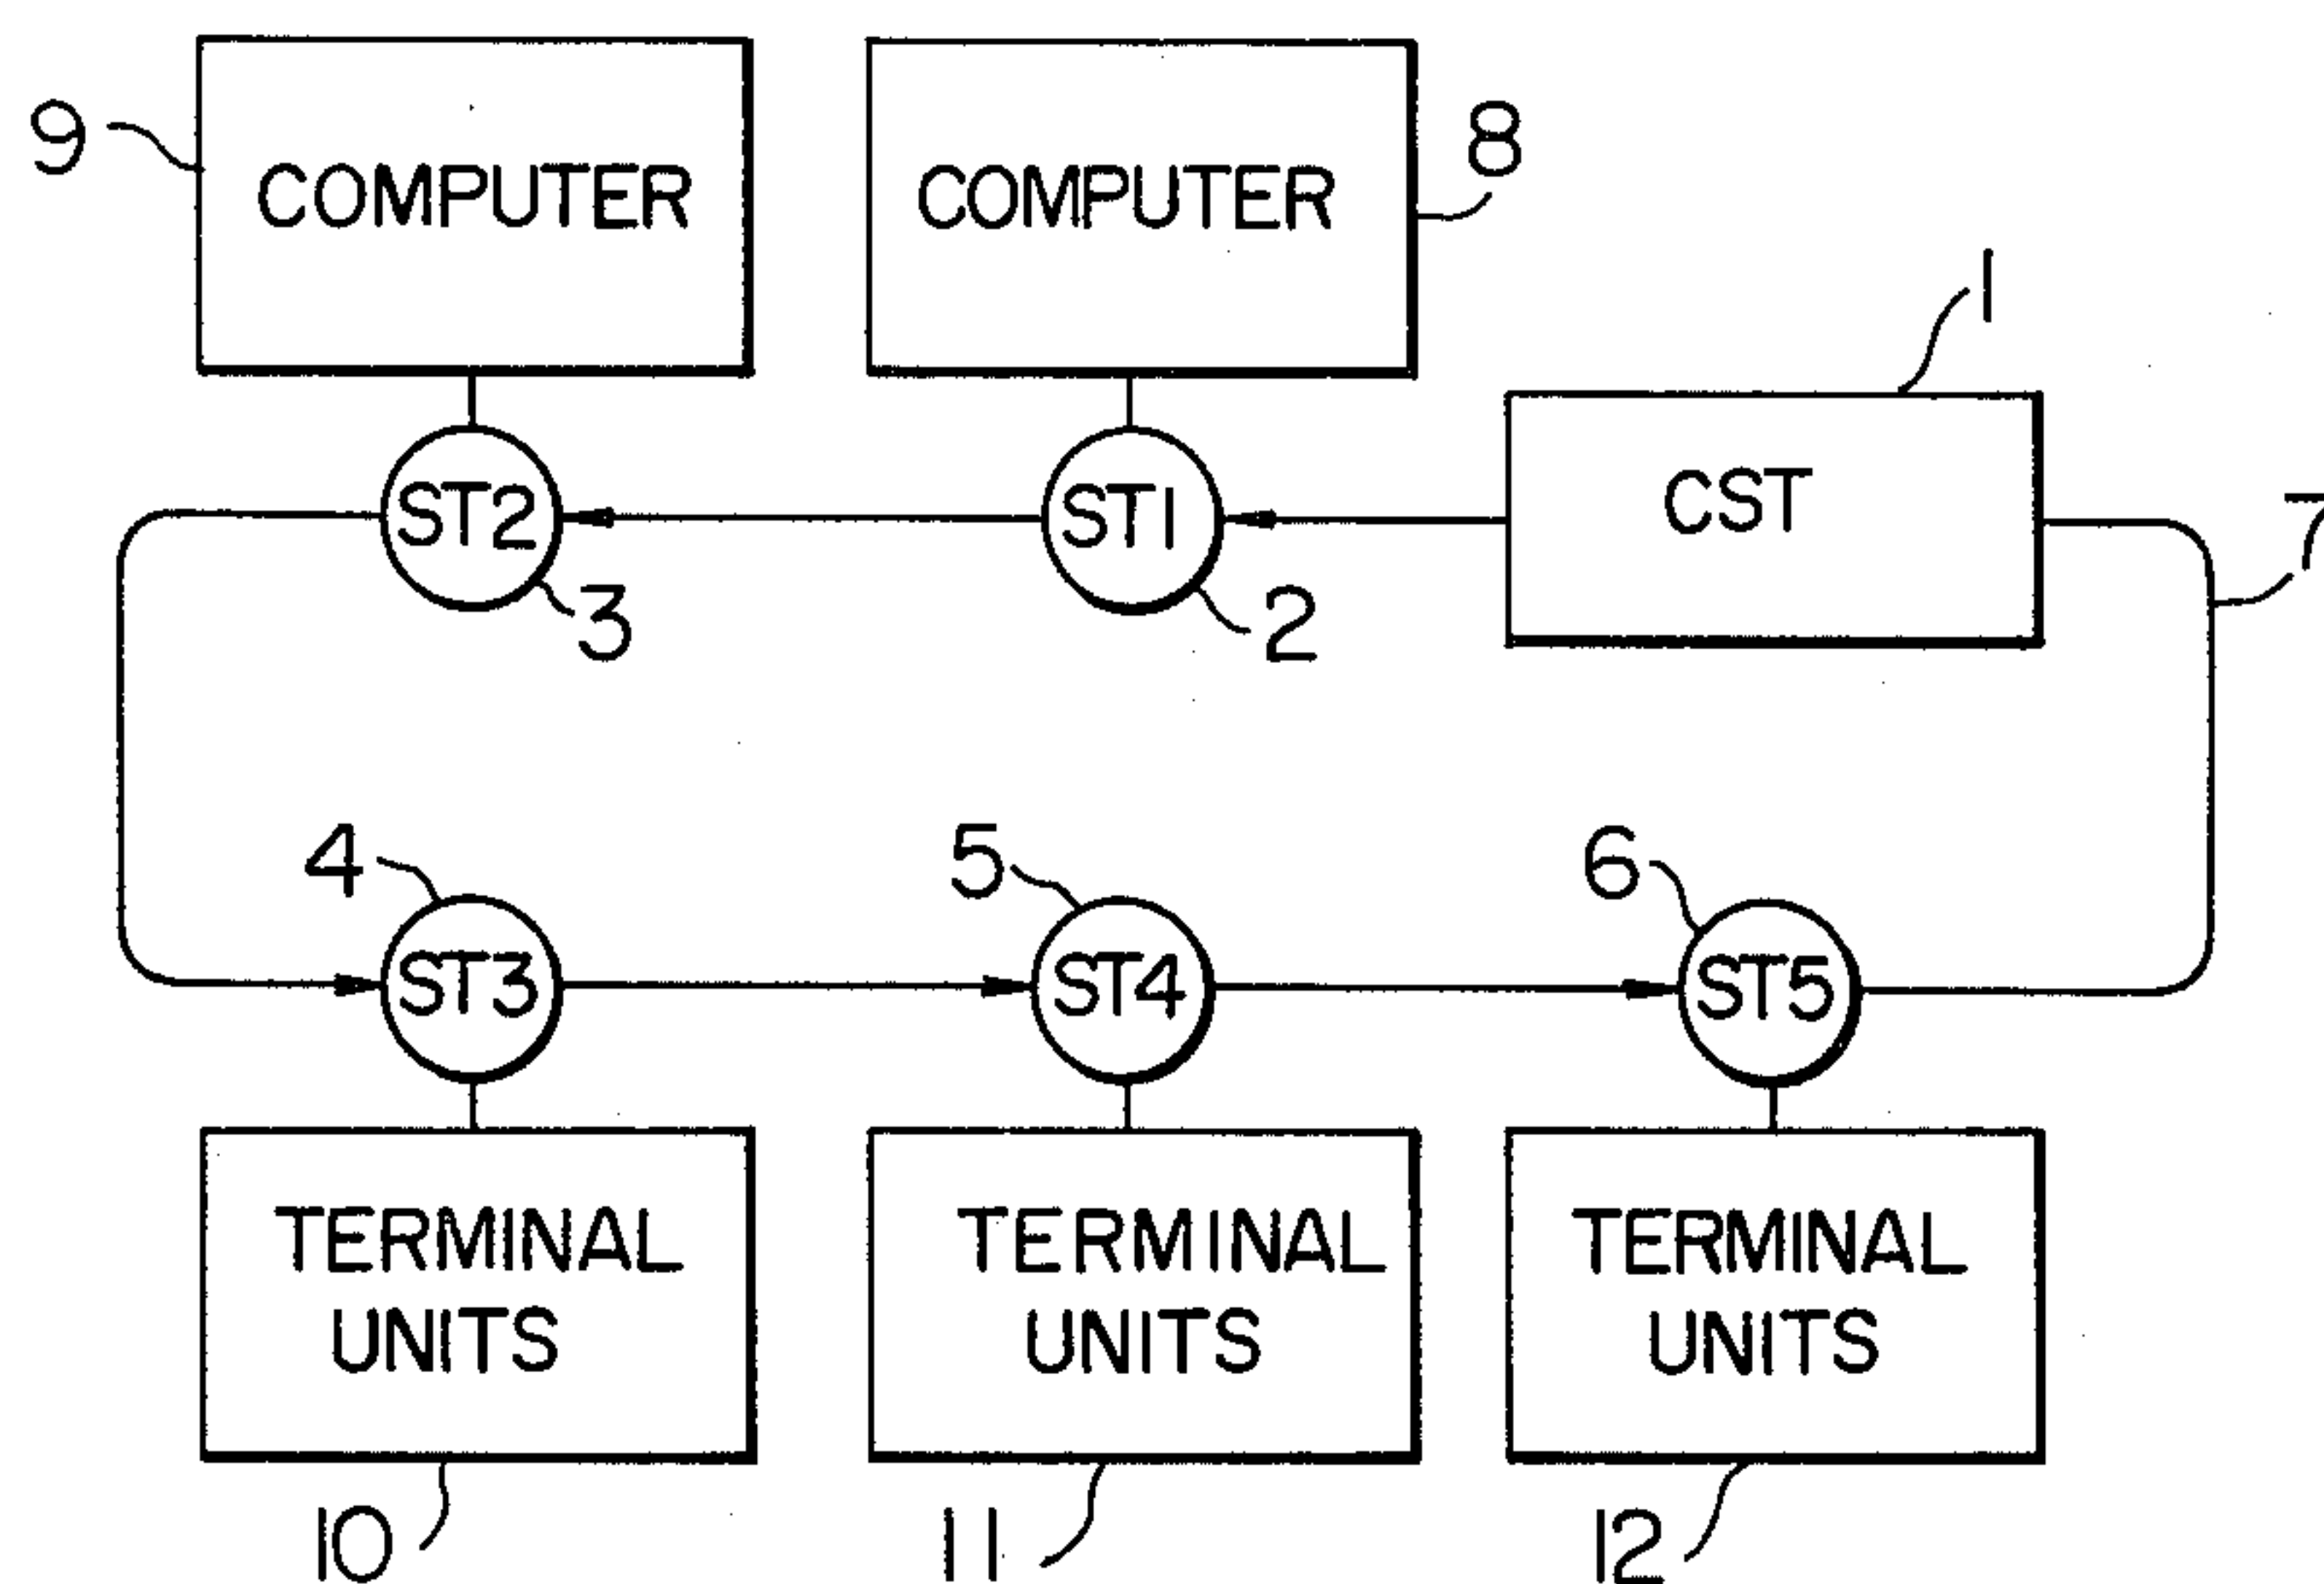 9
COMPUTER
COMPUTER
8
1
CST
7
ST2
ST1
3
2
4
5
6
ST3
ST4
ST5
TERMINAL
UNITS
TERMINAL
UNITS
TERMINAL
UNITS
10
11
12